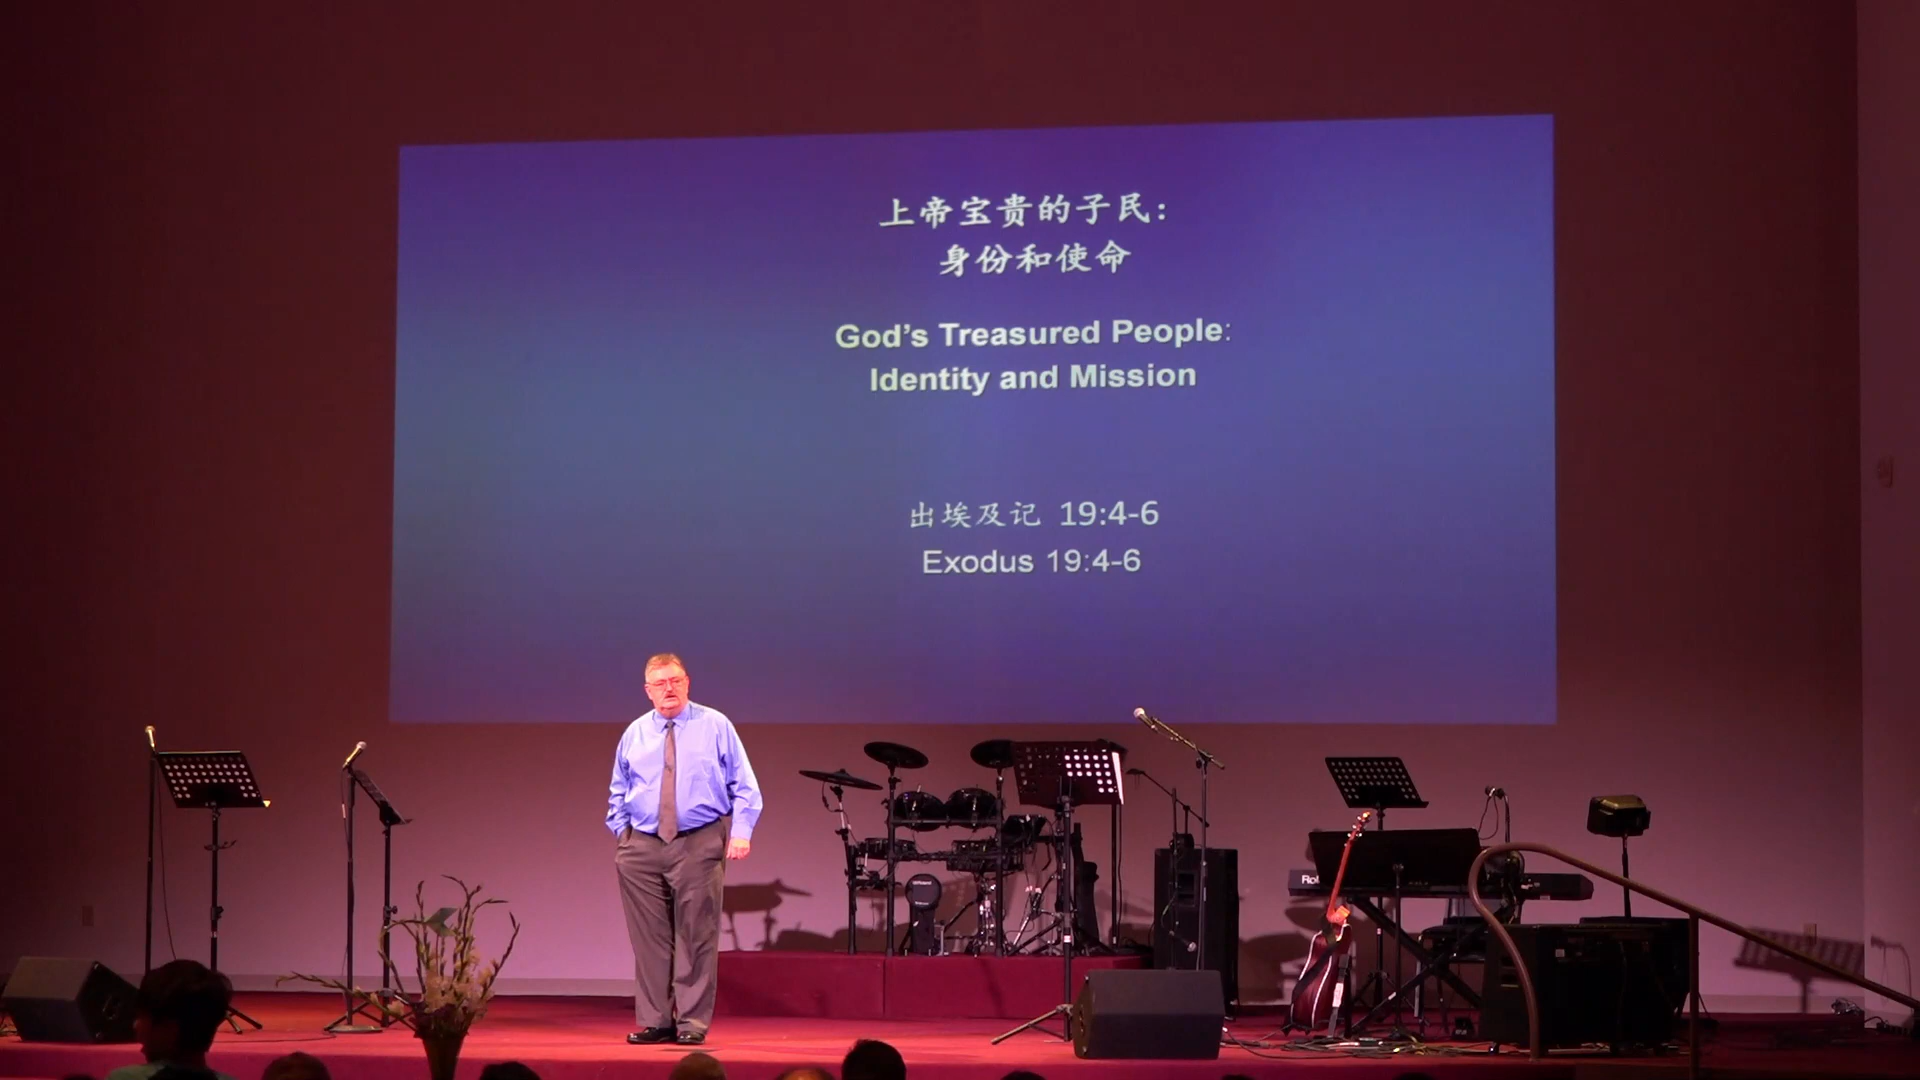 上帝宝贵的子民:
身份和使命
God's Treasured People:
Identity and Mission
出埃及记 19:4-6
Exodus 19:4-6
Roland